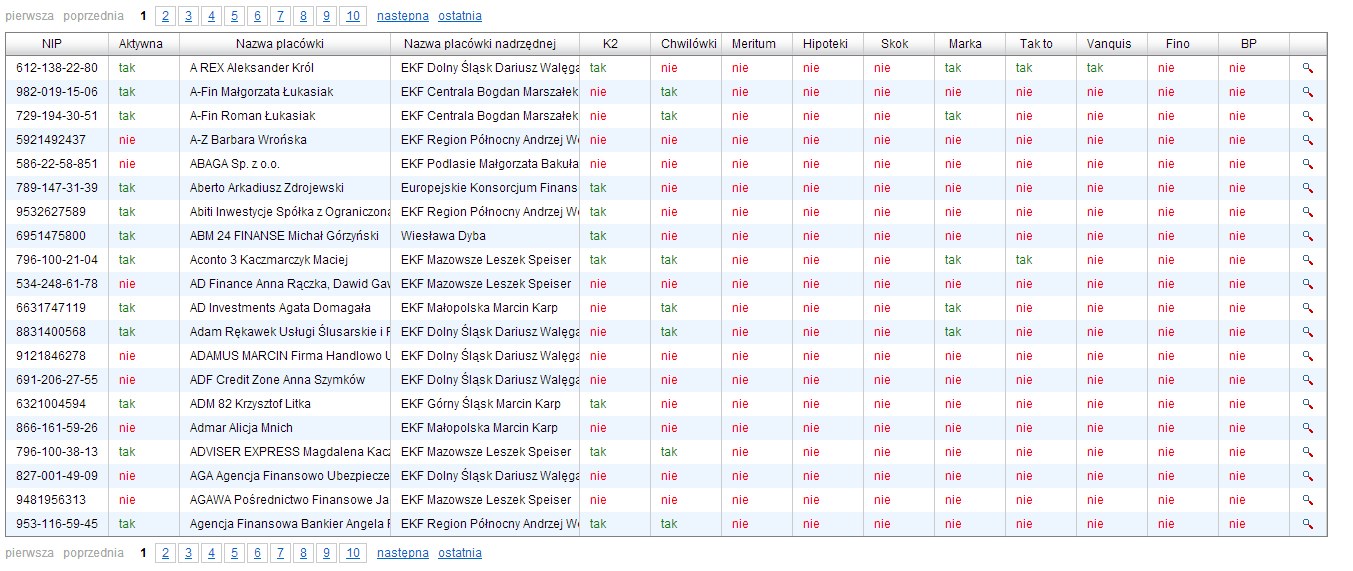 pierwsza poprzednia 1 2 3 4 5 6 7 8 9 10 następna ostatnia
NIP Aktywna Nazwa placówki Nazwa placówki nadrzędnej K2 Chwilówki Meritum Hipoteki Skok Marka Tak to Vanquis Fino BP
612-138-22-80 tak A REX Aleksander Król EKF Dolny Śląsk Dariusz Walęga tak nie nie nie nie tak tak tak nie nie
982-019-15-06 tak A-Fin Małgorzata Łukasiak EKF Centrala Bogdan Marszałek nie tak nie nie nie nie nie nie nie nie
729-194-30-51 tak A-Fin Roman Łukasiak EKF Centrala Bogdan Marszałek nie tak nie nie nie tak nie nie nie nie
5921492437 nie A-Z Barbara Wrońska EKF Region Północny Andrzej We nie nie nie nie nie nie nie nie nie nie
586-22-58-851 nie ABAGA Sp. z o.o. EKF Podlasie Małgorzata Bakuła nie nie nie nie nie nie nie nie nie nie
789-147-31-39 tak Aberto Arkadiusz Zdrojewski Europejskie Konsorcjum Finans tak nie nie nie nie nie nie nie nie nie
9532627589 tak Abiti Inwestycje Spółka z Ograniczoną EKF Region Północny Andrzej We tak nie nie nie nie nie nie nie nie nie
6951475800 tak ABM 24 FINANSE Michał Górzyński Wiesława Dyba tak nie nie nie nie nie nie nie nie nie
796-100-21-04 tak Aconto 3 Kaczmarczyk Maciej EKF Mazowsze Leszek Speiser tak tak nie nie nie tak tak nie nie nie
534-248-61-78 nie AD Finance Anna Rączka, Dawid Gaw EKF Mazowsze Leszek Speiser nie nie nie nie nie nie nie nie nie nie
6631747119 tak AD Investments Agata Domagała EKF Małopolska Marcin Karp nie tak nie nie nie tak nie nie nie nie
8831400568 tak Adam Rękawek Usługi Ślusarskie i EKF Dolny Śląsk Dariusz Walęga nie tak nie nie nie tak nie nie nie nie
9121846278 nie ADAMUS MARCIN Firma Handlowo U EKF Dolny Śląsk Dariusz Walęga nie nie nie nie nie nie nie nie nie nie
691-206-27-55 nie ADF Credit Zone Anna Szymków EKF Dolny Śląsk Dariusz Walęga nie nie nie nie nie nie nie nie nie nie
6321004594 tak ADM 82 Krzysztof Litka EKF Górny Śląsk Marcin Karp tak nie nie nie nie nie nie nie nie nie
866-161-59-26 nie Admar Alicja Mnich EKF Małopolska Marcin Karp nie nie nie nie nie nie nie nie nie nie
796-100-38-13 tak ADVISER EXPRESS Magdalena Kacz EKF Mazowsze Leszek Speiser tak tak nie nie nie nie nie nie nie nie
827-001-49-09 nie AGA Agencja Finansowo Ubezpiecze EKF Dolny Śląsk Dariusz Walęga nie nie nie nie nie nie nie nie nie nie
9481956313 nie AGAWA Pośrednictwo Finansowe Ja EKF Mazowsze Leszek Speiser nie nie nie nie nie nie nie nie nie nie
953-116-59-45 tak Agencja Finansowa Bankier Angela EKF Region Północny Andrzej We tak tak nie nie nie nie nie nie nie nie
pierwsza poprzednia 1 2 3 4 5 6 7 8 9 10 następna ostatnia